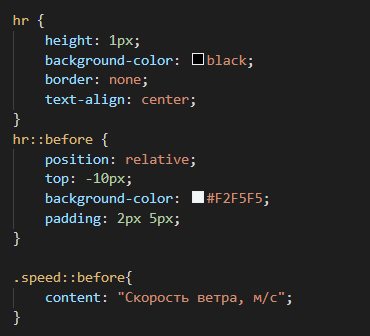 hr {
    height: 1px;
    background-color: black;
    border: none;
    text-align: center;
}
hr::before {
    position: relative;
    top: -10px;
    background-color: #F2F5F5;
    padding: 2px 5px;
}

.speed::before{
    content: "Скорость ветра, м/с";
}